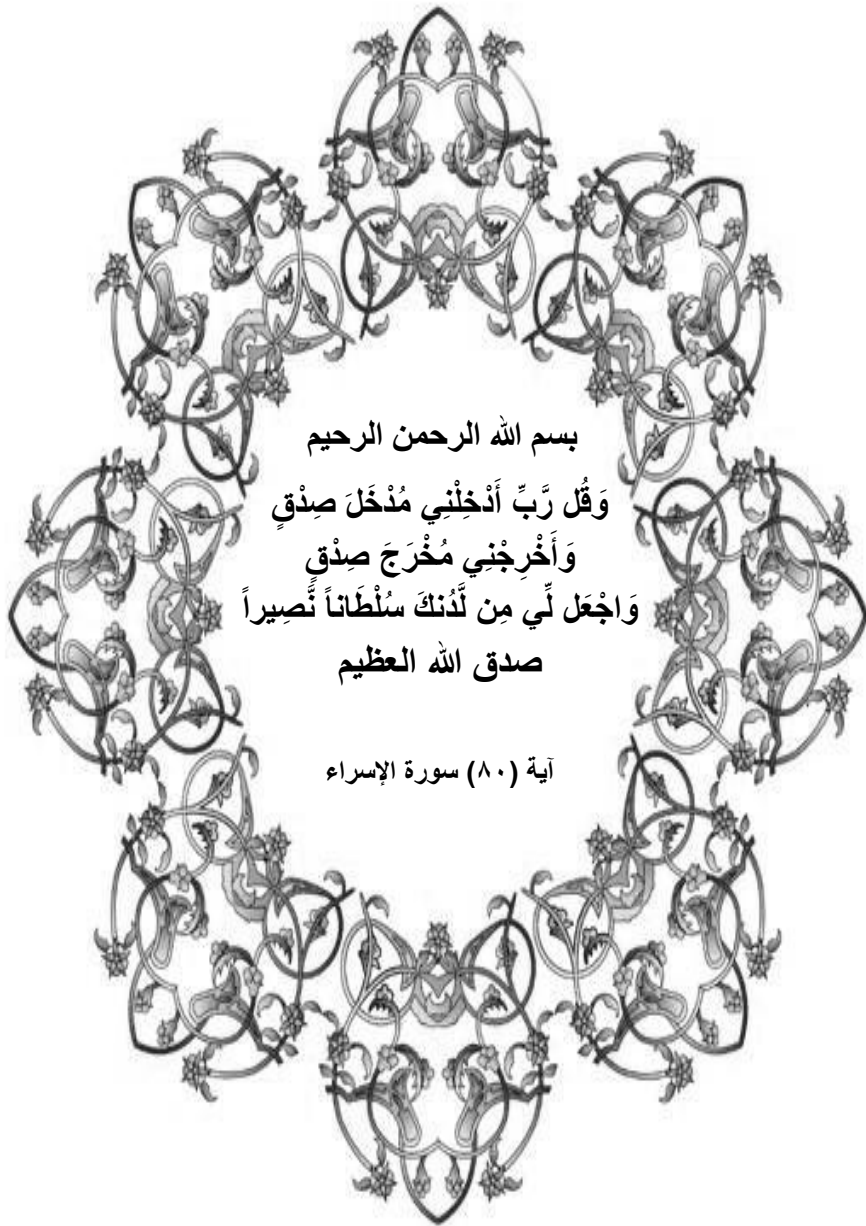 بسم الله الرحمن الرحيم
وَقُل رَّبِّ أَدْخِلْنِي مُدْخَلَ صِدْقٍ
وَأَخْرِجْنِي مُخْرَجَ صِدْقٍ
وَاجْعَل لِّي مِن لَّدُنكَ سُلْطَاناً نَّصِيراً
صدق الله العظيم
آية (٨٠) سورة الإسراء